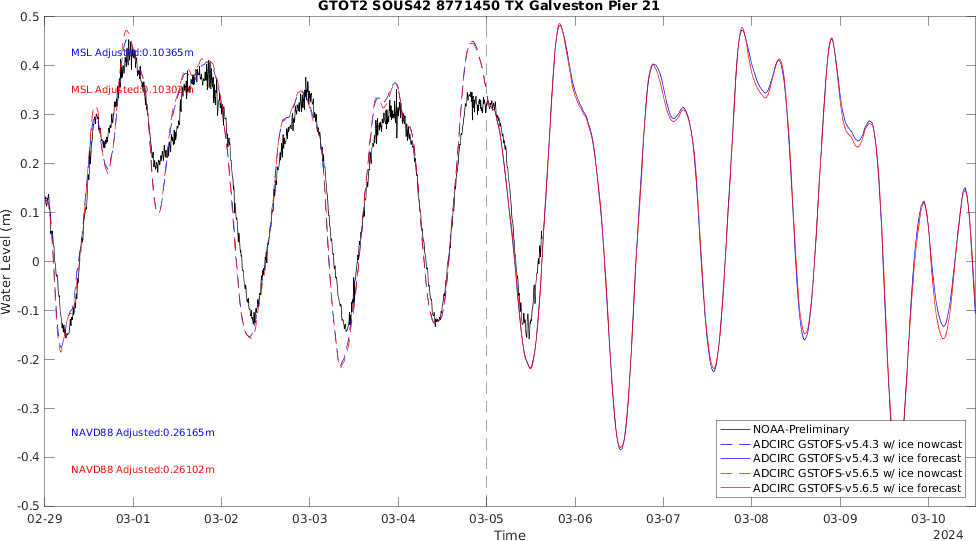 GTOT2 SOUS42 8771450 TX Galveston Pier 21
0.5
0.4
0.3
0.2
0.1
0
-0.1
-0.2
-0.3
-0.4
-0.5
Water Level (m)
MSL Adjusted:0.10365m
MSL Adjusted:0.10302m
NAVD88 Adjusted:0.26165m
NAVD88 Adjusted:0.26102m
NOAA-Preliminary
ADCIRC GSTOFS-v5.4.3 w/ ice nowcast
ADCIRC GSTOFS-v5.4.3 w/ ice forecast
ADCIRC GSTOFS-v5.6.5 w/ ice nowcast
ADCIRC GSTOFS-v5.6.5 w/ ice forecast
02-29 03-01 03-02 03-03 03-04 03-05 03-06 03-07 03-08 03-09 03-10
Time
2024